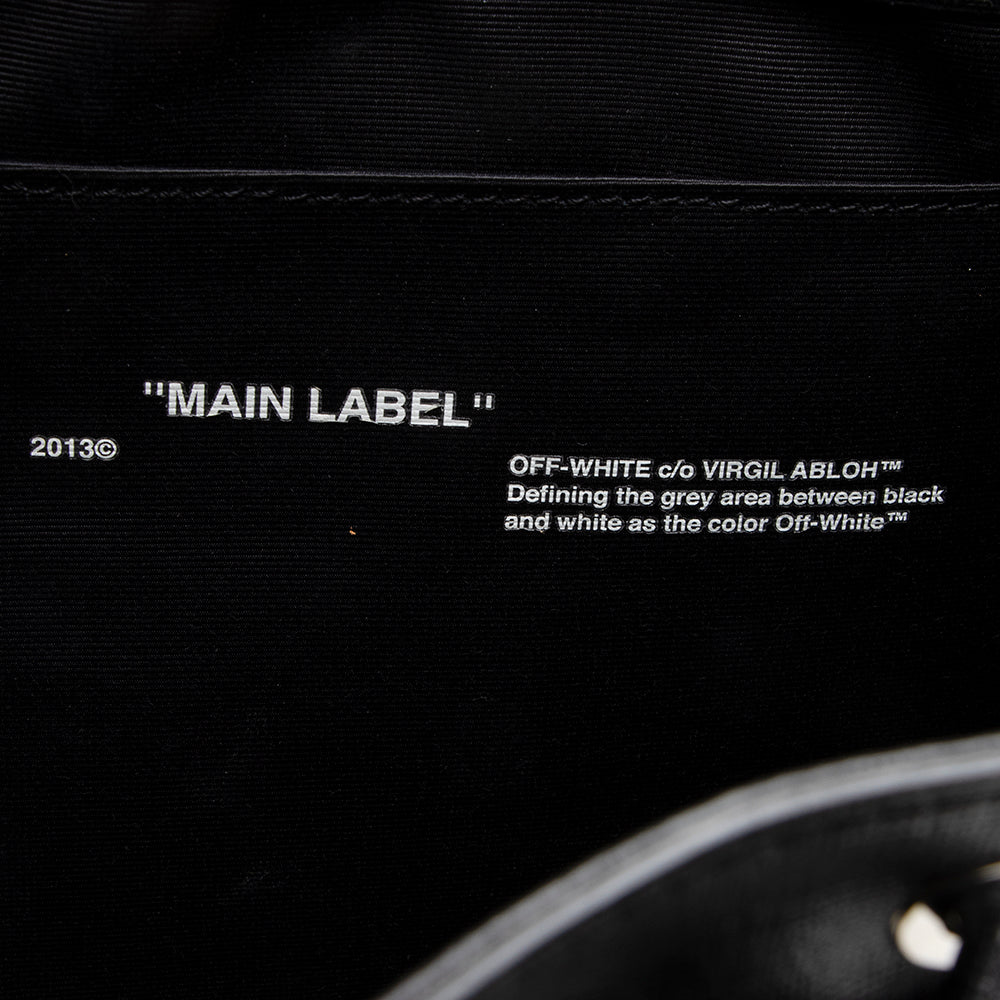 "MAIN LABEL"
2013©
OFF-WHITE c/o VIRGIL ABLOH™
Defining the grey area between black
and white as the color Off-White™